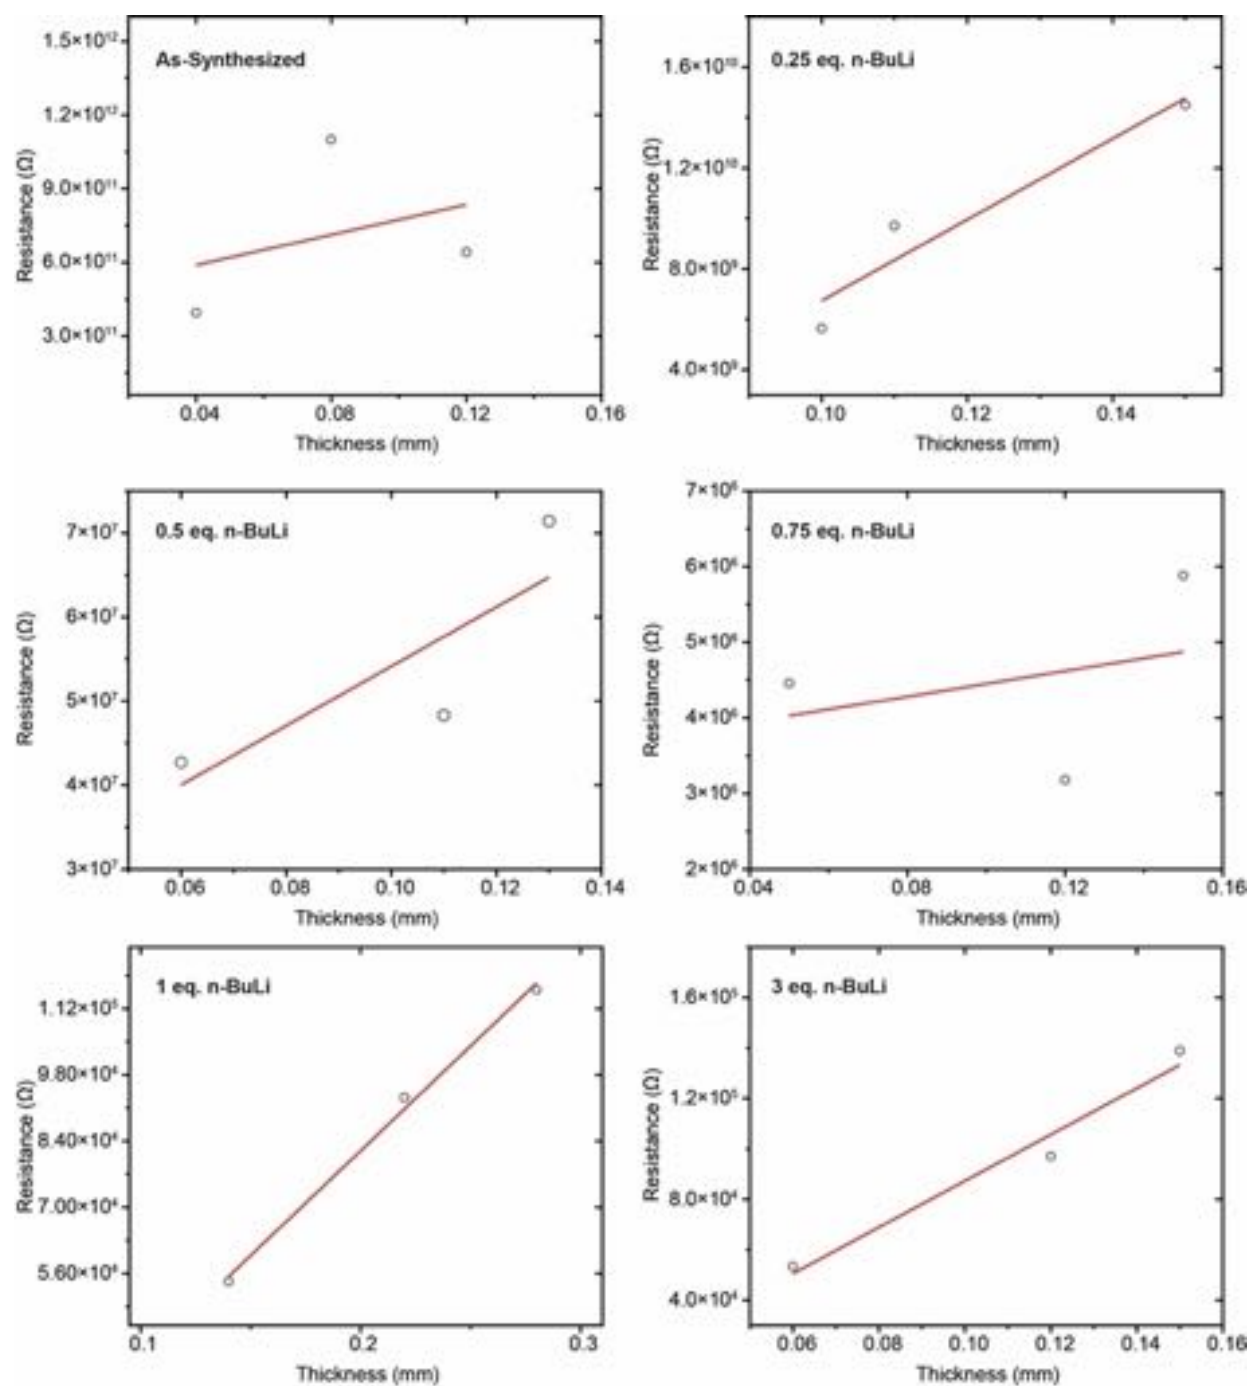 As-Synthesized
Resistance (Ω)
1.5×10¹²
1.2×10¹²
9.0×10¹¹
6.0×10¹¹
3.0×10¹¹
0.04 0.08 0.12 0.16
Thickness (mm)
0.25 eq. n-BuLi
Resistance (Ω)
1.6×10¹⁰
1.2×10¹⁰
8.0×10⁹
4.0×10⁹
0.10 0.12 0.14
Thickness (mm)
0.5 eq. n-BuLi
Resistance (Ω)
7×10⁷
6×10⁷
5×10⁷
4×10⁷
3×10⁷
0.06 0.08 0.10 0.12 0.14
Thickness (mm)
0.75 eq. n-BuLi
Resistance (Ω)
7×10⁶
6×10⁶
5×10⁶
4×10⁶
3×10⁶
2×10⁶
0.04 0.08 0.12 0.16
Thickness (mm)
1 eq. n-BuLi
Resistance (Ω)
1.12×10⁵
9.80×10⁴
8.40×10⁴
7.00×10⁴
5.60×10⁴
0.1 0.2 0.3
Thickness (mm)
3 eq. n-BuLi
Resistance (Ω)
1.6×10⁵
1.2×10⁵
8.0×10⁴
4.0×10⁴
0.06 0.08 0.10 0.12 0.14 0.16
Thickness (mm)